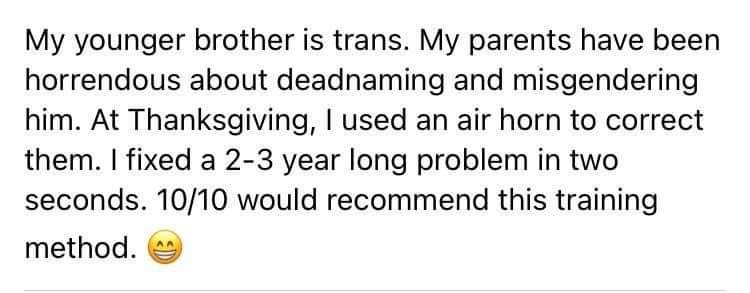 My younger brother is trans. My parents have been
horrendous about deadnaming and misgendering
him. At Thanksgiving, I used an air horn to correct
them. I fixed a 2-3 year long problem in two
seconds. 10/10 would recommend this training
method. 😁